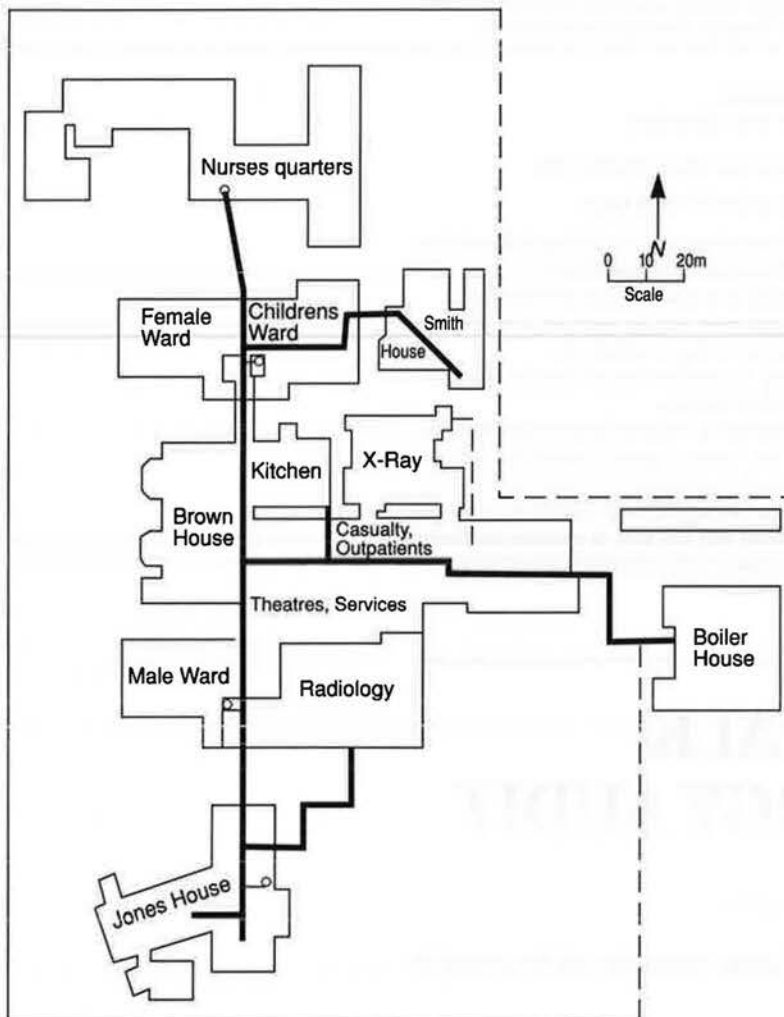 Nurses quarters
N
0 10 20m
Scale
Female
Ward
Childrens
Ward
Smith
House
Kitchen
X-Ray
Brown
House
Casualty,
Outpatients
Theatres, Services
Boiler
House
Male Ward
Radiology
Jones House